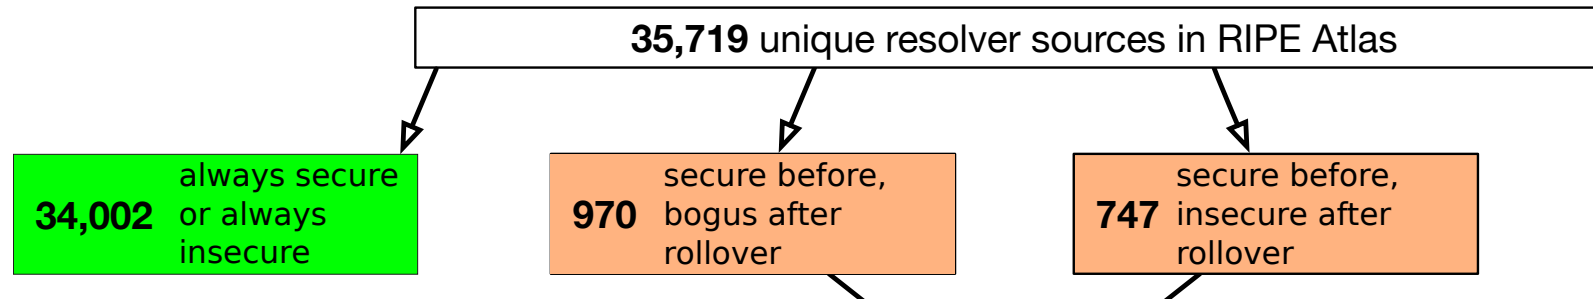 35,719 unique resolver sources in RIPE Atlas
34,002
always secure
or always
insecure
970
secure before,
bogus after
rollover
747
secure before,
insecure after
rollover